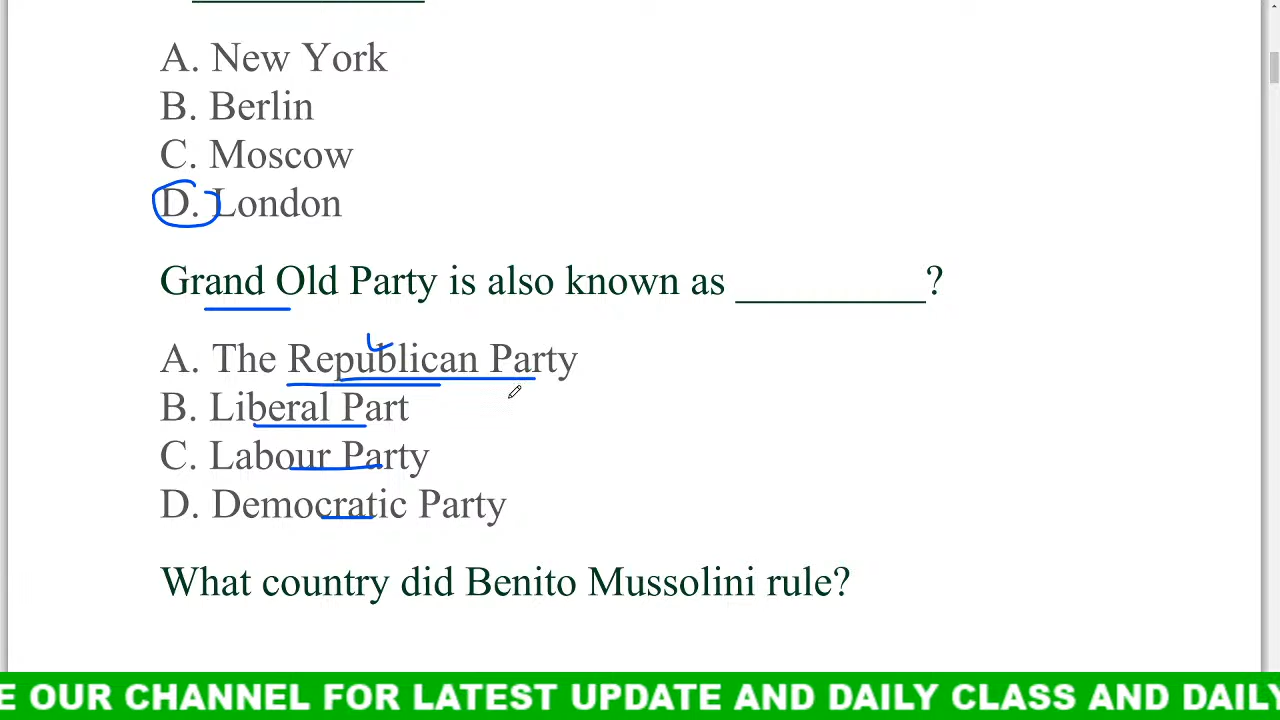 A. New York
B. Berlin
C. Moscow
D. London
Grand Old Party is also known as _________?
A. The Republican Party
B. Liberal Part
C. Labour Party
D. Democratic Party
What country did Benito Mussolini rule?
E OUR CHANNEL FOR LATEST UPDATE AND DAILY CLASS AND DAILY